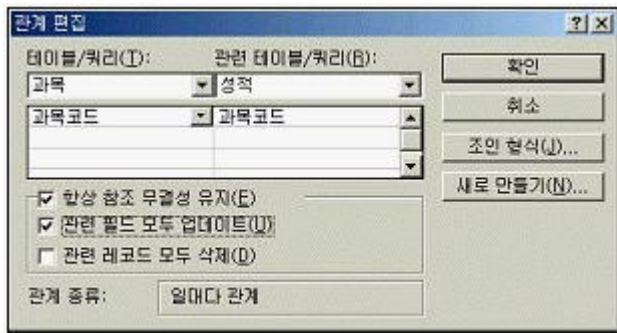 관계 편집
테이블/쿼리(T): 관련 테이블/쿼리(R):
과목 성적
과목코드 과목코드
항상 참조 무결성 유지(E)
관련 필드 모두 업데이트(U)
관련 레코드 모두 삭제(D)
관계 종류: 일대다 관계
확인
취소
조인 형식(J)...
새로 만들기(N)...